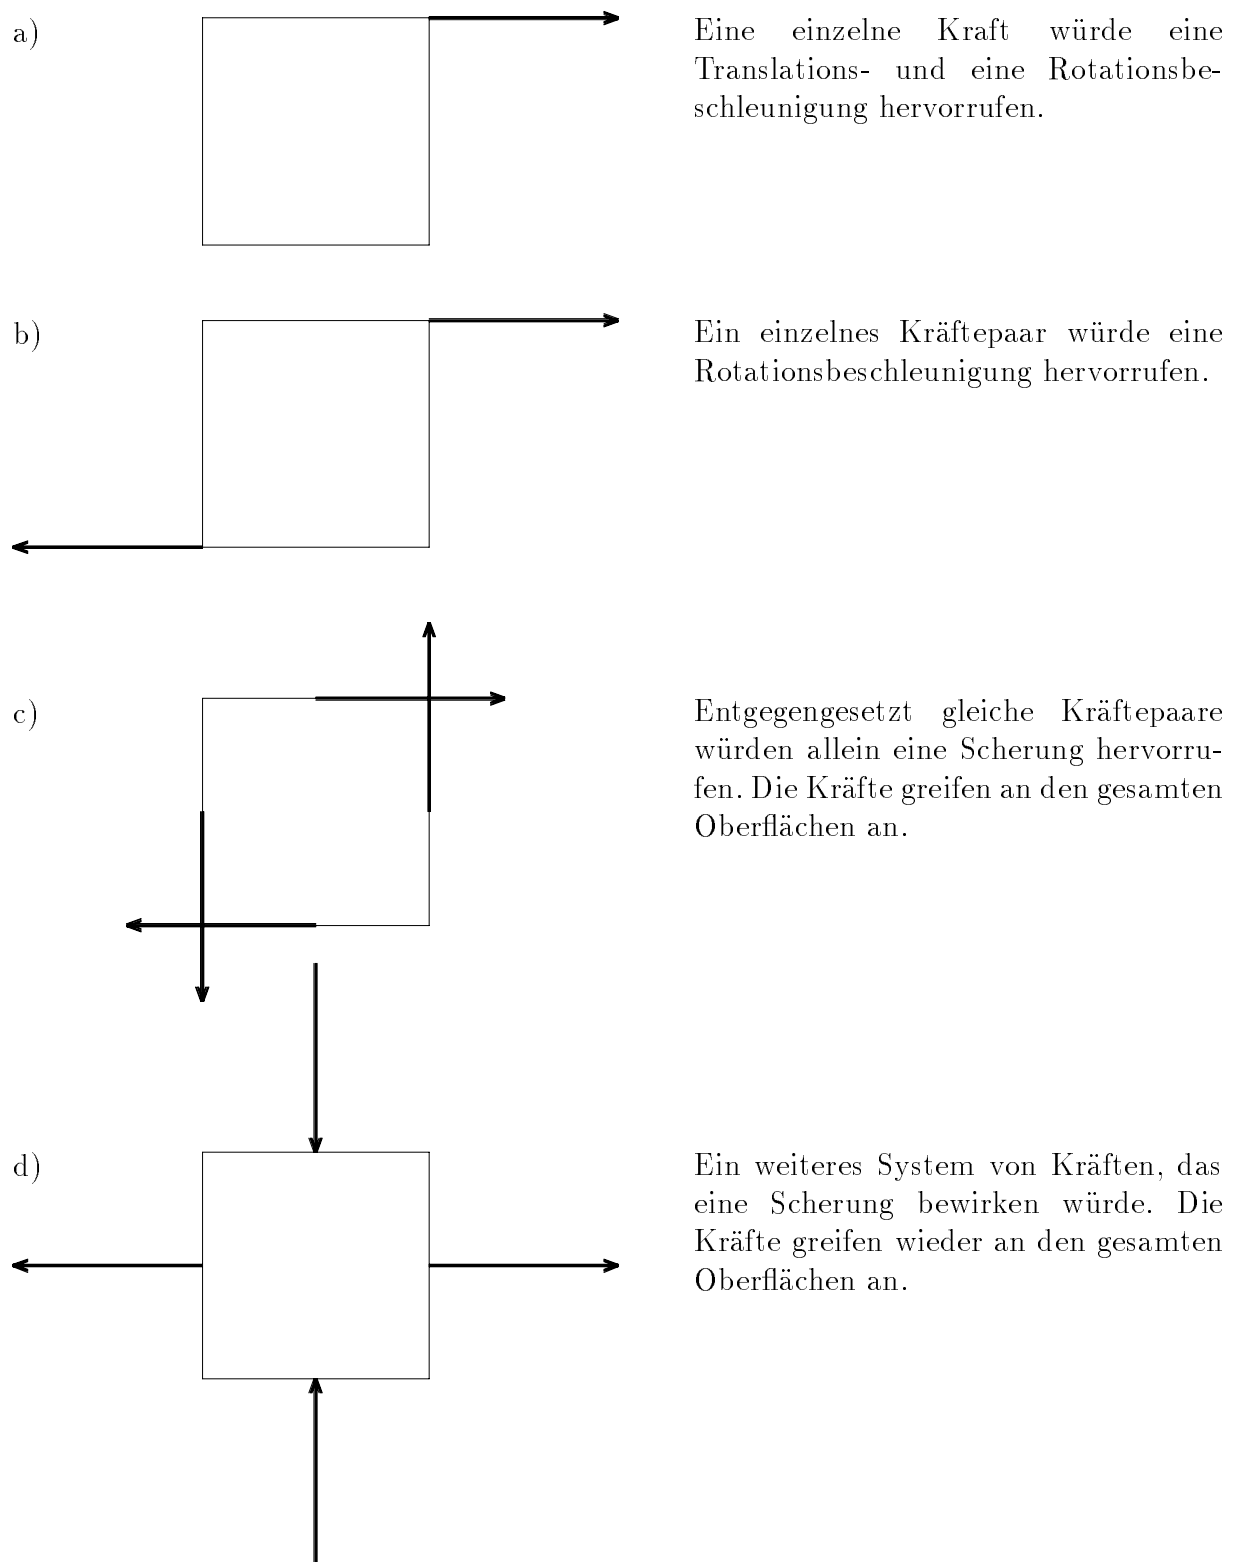 a)
Eine einzelne Kraft würde eine
Translations- und eine Rotationsbe-
schleunigung hervorrufen.
b)
Ein einzelnes Kräftepaar würde eine
Rotationsbeschleunigung hervorrufen.
c)
Entgegengesetzt gleiche Kräftepaare
würden allein eine Scherung hervorru-
fen. Die Kräfte greifen an den gesamten
Oberflächen an.
d)
Ein weiteres System von Kräften, das
eine Scherung bewirken würde. Die
Kräfte greifen wieder an den gesamten
Oberflächen an.